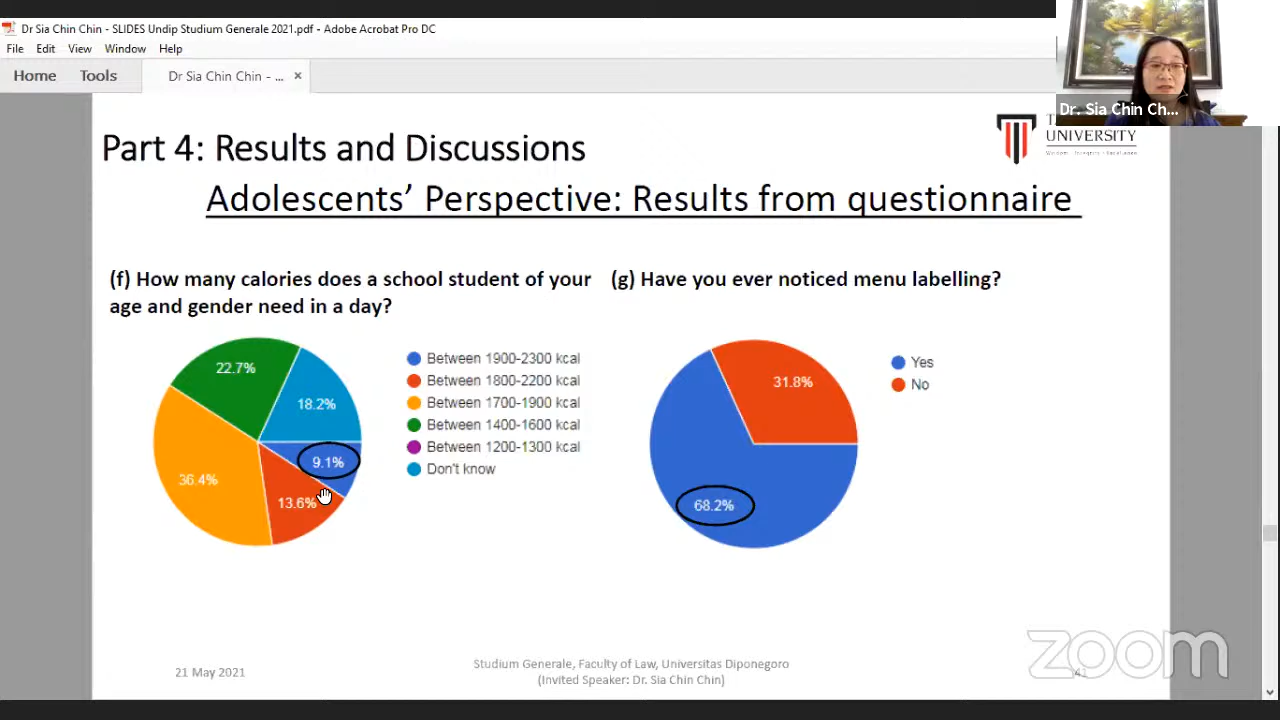 Dr Sia Chin Chin - SLIDES Undip Studium Generale 2021.pdf - Adobe Acrobat Pro DC
File Edit View Window Help
Home Tools Dr Sia Chin Chin - ... ×
Dr. Sia Chin Ch...
UNIVERSITY
Part 4: Results and Discussions
Adolescents' Perspective: Results from questionnaire
(f) How many calories does a school student of your
age and gender need in a day?
22.7%
18.2%
9.1%
36.4%
13.6%
Between 1900-2300 kcal
Between 1800-2200 kcal
Between 1700-1900 kcal
Between 1400-1600 kcal
Between 1200-1300 kcal
Don't know
(g) Have you ever noticed menu labelling?
31.8%
68.2%
Yes
No
21 May 2021
Studium Generale, Faculty of Law, Universitas Diponegoro
(Invited Speaker: Dr. Sia Chin Chin)
41
zoom